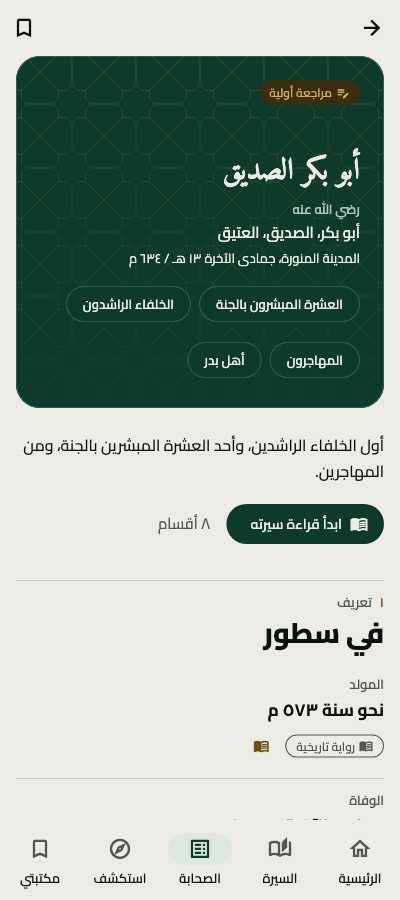 مراجعة أولية
أبو بكر الصديق
رضي الله عنه
أبو بكر، الصديق، العتيق
المدينة المنورة، جمادى الآخرة ١٣ هـ / ٦٣٤ م
العشرة المبشرون بالجنة
الخلفاء الراشدون
المهاجرون
أهل بدر
أول الخلفاء الراشدين، وأحد العشرة المبشرين بالجنة، ومن
المهاجرين.
ابدأ قراءة سيرته
٨ أقسام
١ تعريف
في سطور
المولد
نحو سنة ٥٧٣ م
رواية تاريخية
الوفاة
الرئيسية
السيرة
الصحابة
استكشف
مكتبتي